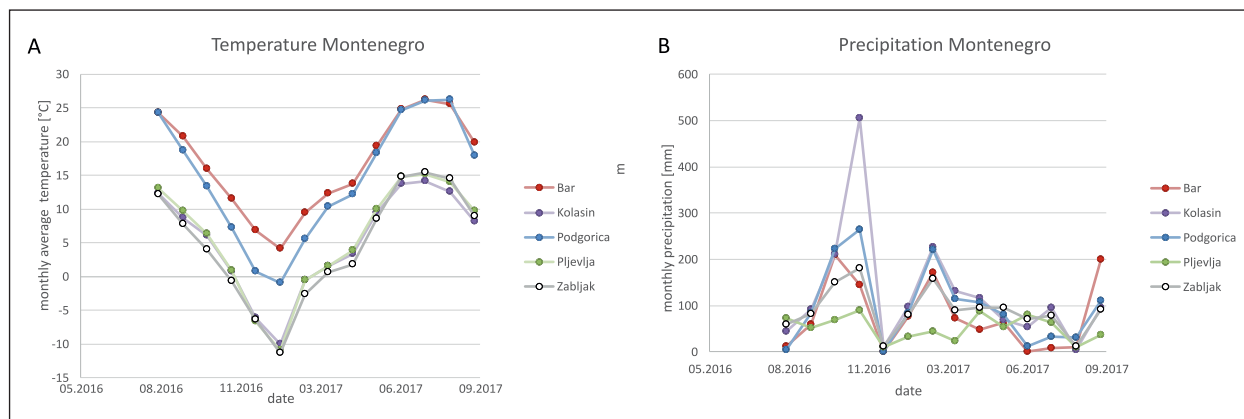 A
Temperature Montenegro
monthly average temperature [°C]
30
25
20
15
10
5
0
-5
-10
-15
05.2016 08.2016 11.2016 03.2017 06.2017 09.2017
date
Bar
Kolasin
Podgorica
Pljevlja
Zabljak
B
Precipitation Montenegro
m
monthly precipitation [mm]
600
500
400
300
200
100
0
05.2016 08.2016 11.2016 03.2017 06.2017 09.2017
date
Bar
Kolasin
Podgorica
Pljevlja
Zabljak